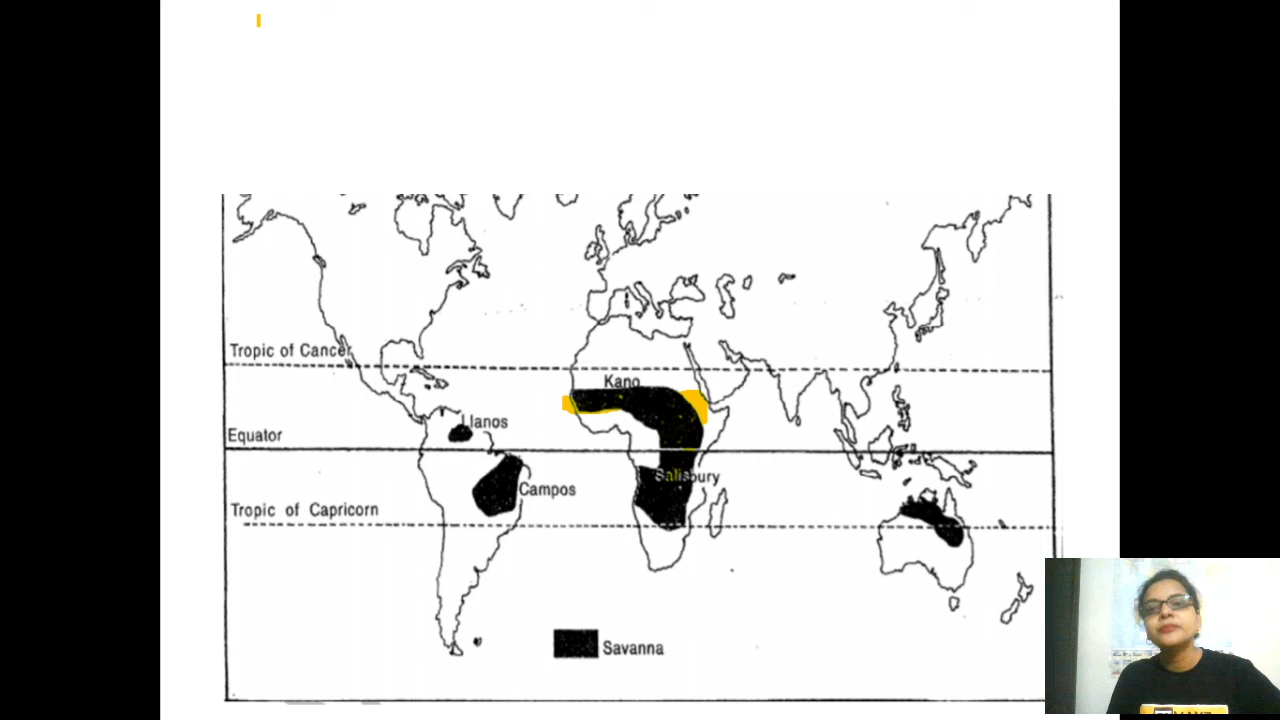 Tropic of Cancer
Kano
Llanos
Equator
Salisbury
Campos
Tropic of Capricorn
Savanna